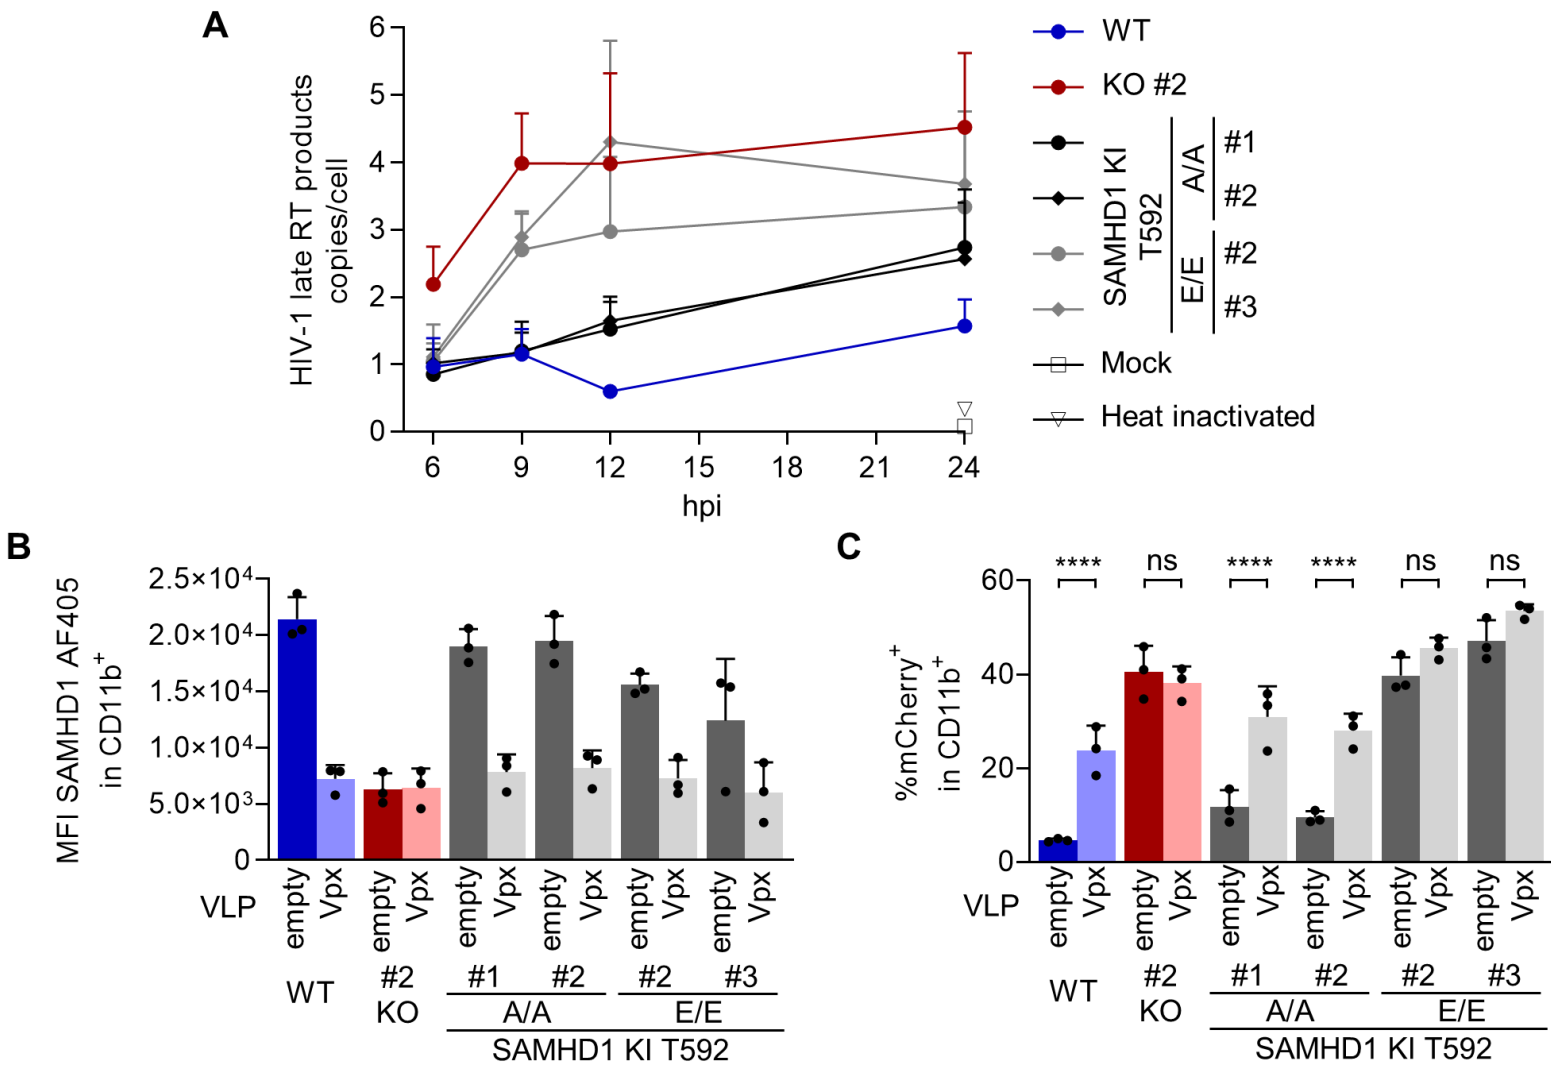 A
HIV-1 late RT products
copies/cell
6
5
4
3
2
1
0
6 9 12 15 18 21 24
hpi
WT
KO #2
SAMHD1 KI
T592
A/A
#1
#2
E/E
#2
#3
Mock
Heat inactivated
B
MFI SAMHD1 AF405
in CD11b+
2.5×10⁴
2.0×10⁴
1.5×10⁴
1.0×10⁴
5.0×10³
0
VLP
empty Vpx empty Vpx empty Vpx empty Vpx empty Vpx empty Vpx
WT #2 #1 #2 #2 #3
KO A/A E/E
SAMHD1 KI T592
C
%mCherry+
in CD11b+
**** ns **** **** ns ns
60
40
20
0
VLP
empty Vpx empty Vpx empty Vpx empty Vpx empty Vpx empty Vpx
WT #2 #1 #2 #2 #3
KO A/A E/E
SAMHD1 KI T592